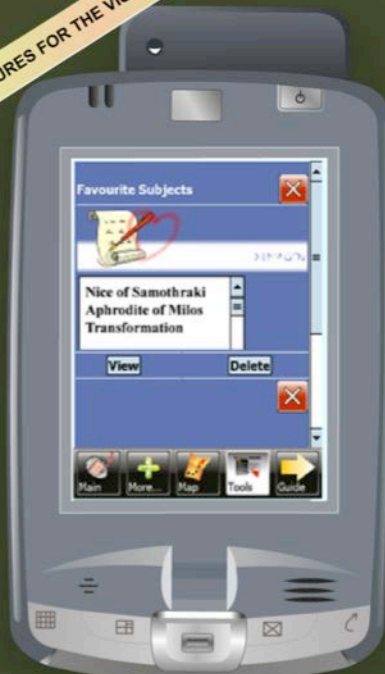 URES FOR THE VIS
Favourite Subjects
Nice of Samothraki
Aphrodite of Milos
Transformation
View
Delete
Main
More...
Map
Tools
Guide